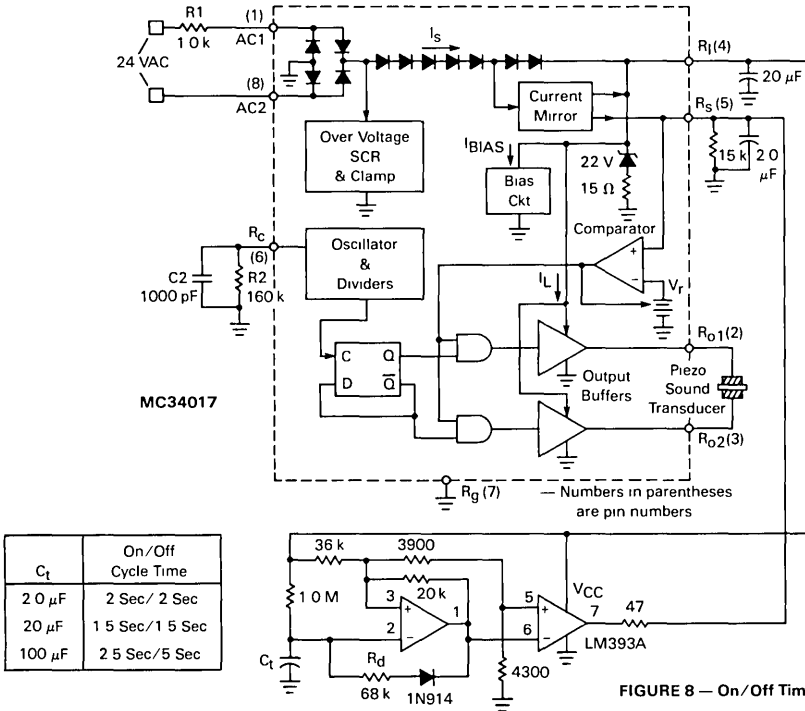 R1
(1)
1 0 k
AC1
24 VAC
(8)
AC2
Is
RI(4)
20 µF
Current
Mirror
RS(5)
15 k
2 0
µF
Over Voltage
SCR
& Clamp
IBIAS
Bias
Ckt
22 V
15 Ω
Comparator
+
−
Vr
RC
(6)
C2
1000 pF
R2
160 k
Oscillator
&
Dividers
IL
C
Q
D
Q̅
Ro1(2)
Output
Buffers
Piezo
Sound
Transducer
Ro2(3)
MC34017
Rg (7)
— Numbers in parentheses
are pin numbers
Ct
On/Off
Cycle Time
2 0 µF
2 Sec/ 2 Sec
20 µF
1 5 Sec/1 5 Sec
100 µF
2 5 Sec/5 Sec
36 k
3900
20 k
1 0 M
3
+
2
−
1
Ct
Rd
68 k
1N914
5
+
6
−
VCC
7
47
LM393A
4300
FIGURE 8 — On/Off Tim